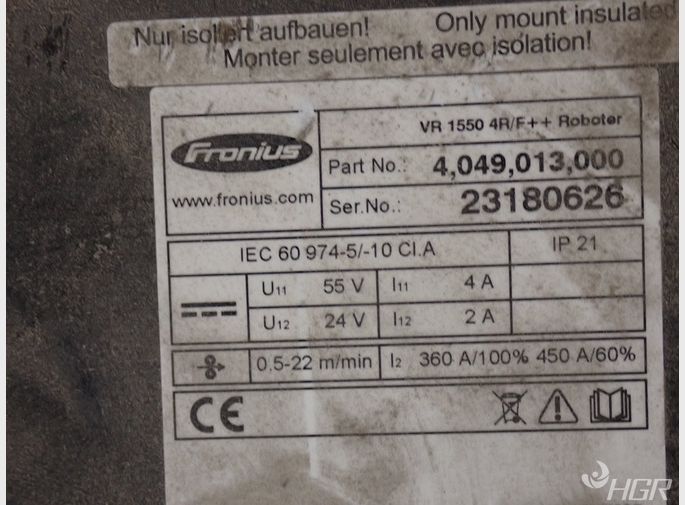 Nur isoliert aufbauen! Only mount insulated
Monter seulement avec isolation!
Fronius
www.fronius.com
VR 1550 4R/F++ Roboter
Part No.: 4,049,013,000
Ser.No.: 23180626
IEC 60 974-5/-10 Cl.A IP 21
U11 55 V I11 4 A
U12 24 V I12 2 A
0.5-22 m/min I2 360 A/100% 450 A/60%
CE
HGR